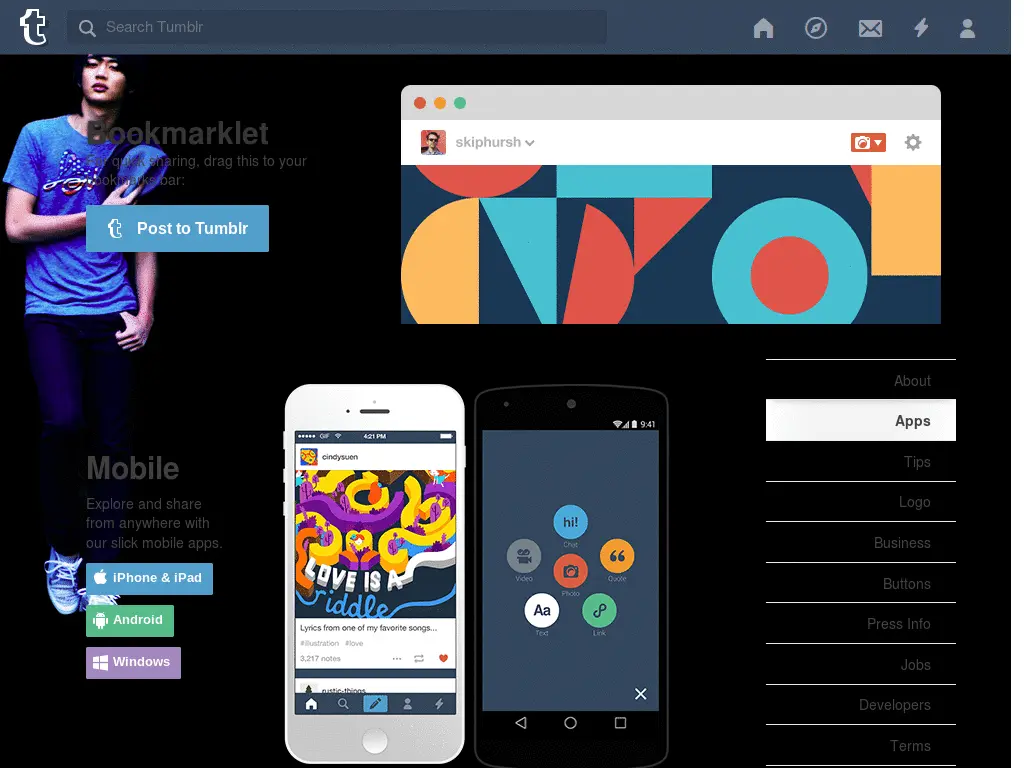 Search Tumblr
Bookmarklet
For quick sharing, drag this to your
bookmarks bar:
Post to Tumblr
skiphursh
Mobile
Explore and share
from anywhere with
our slick mobile apps.
iPhone & iPad
Android
Windows
GIF
4:21 PM
cindysuen
LOVE IS A
riddle
Lyrics from one of my favorite songs...
#illustration #love
3,217 notes
rustic-things
9:41
hi!
Chat
Video
Photo
Quote
Aa
Text
Link
About
Apps
Tips
Logo
Business
Buttons
Press Info
Jobs
Developers
Terms